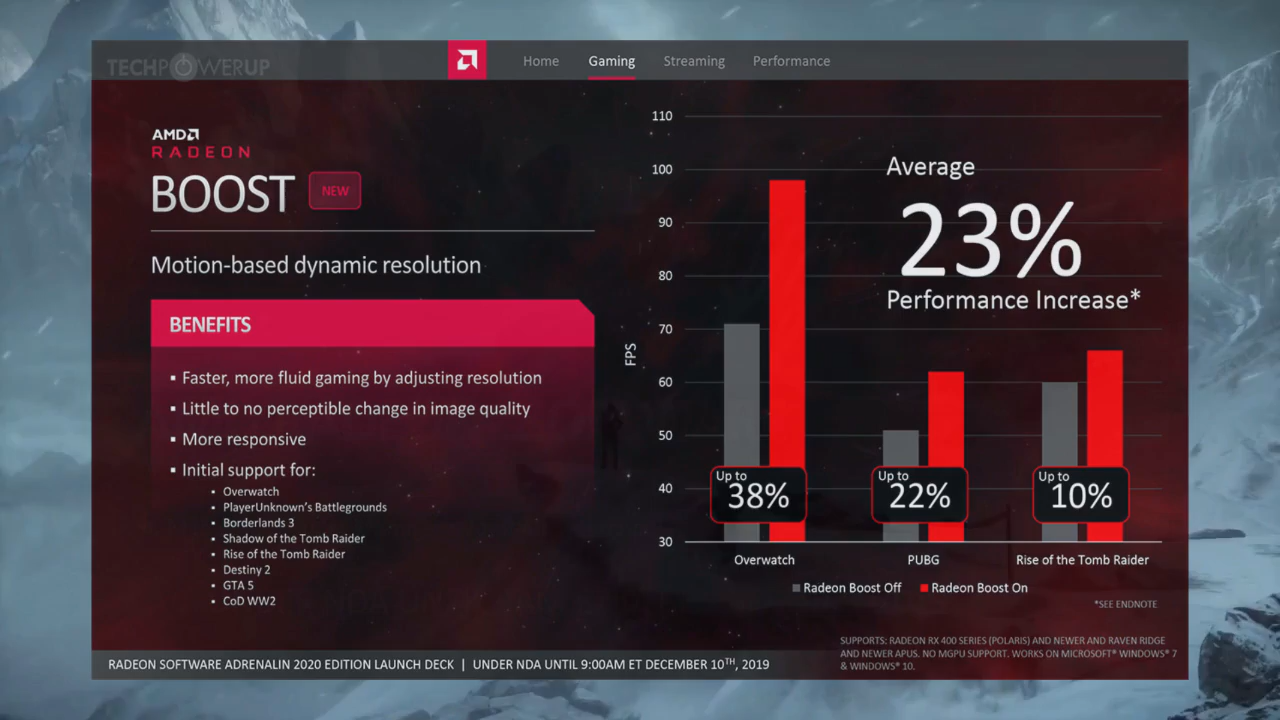 TECHPOWERUP
Home Gaming Streaming Performance
AMD
RADEON
BOOST NEW
Motion-based dynamic resolution
BENEFITS
▪ Faster, more fluid gaming by adjusting resolution
▪ Little to no perceptible change in image quality
▪ More responsive
▪ Initial support for:
▪ Overwatch
▪ PlayerUnknown's Battlegrounds
▪ Borderlands 3
▪ Shadow of the Tomb Raider
▪ Rise of the Tomb Raider
▪ Destiny 2
▪ GTA 5
▪ CoD WW2
110
100
90
80
70
60
50
40
30
FPS
Average
23%
Performance Increase*
Up to
38%
Up to
22%
Up to
10%
Overwatch PUBG Rise of the Tomb Raider
Radeon Boost Off Radeon Boost On
*SEE ENDNOTE
SUPPORTS: RADEON RX 400 SERIES (POLARIS) AND NEWER AND RAVEN RIDGE
AND NEWER APUS. NO MGPU SUPPORT. WORKS ON MICROSOFT® WINDOWS® 7
& WINDOWS® 10.
RADEON SOFTWARE ADRENALIN 2020 EDITION LAUNCH DECK | UNDER NDA UNTIL 9:00AM ET DECEMBER 10TH, 2019